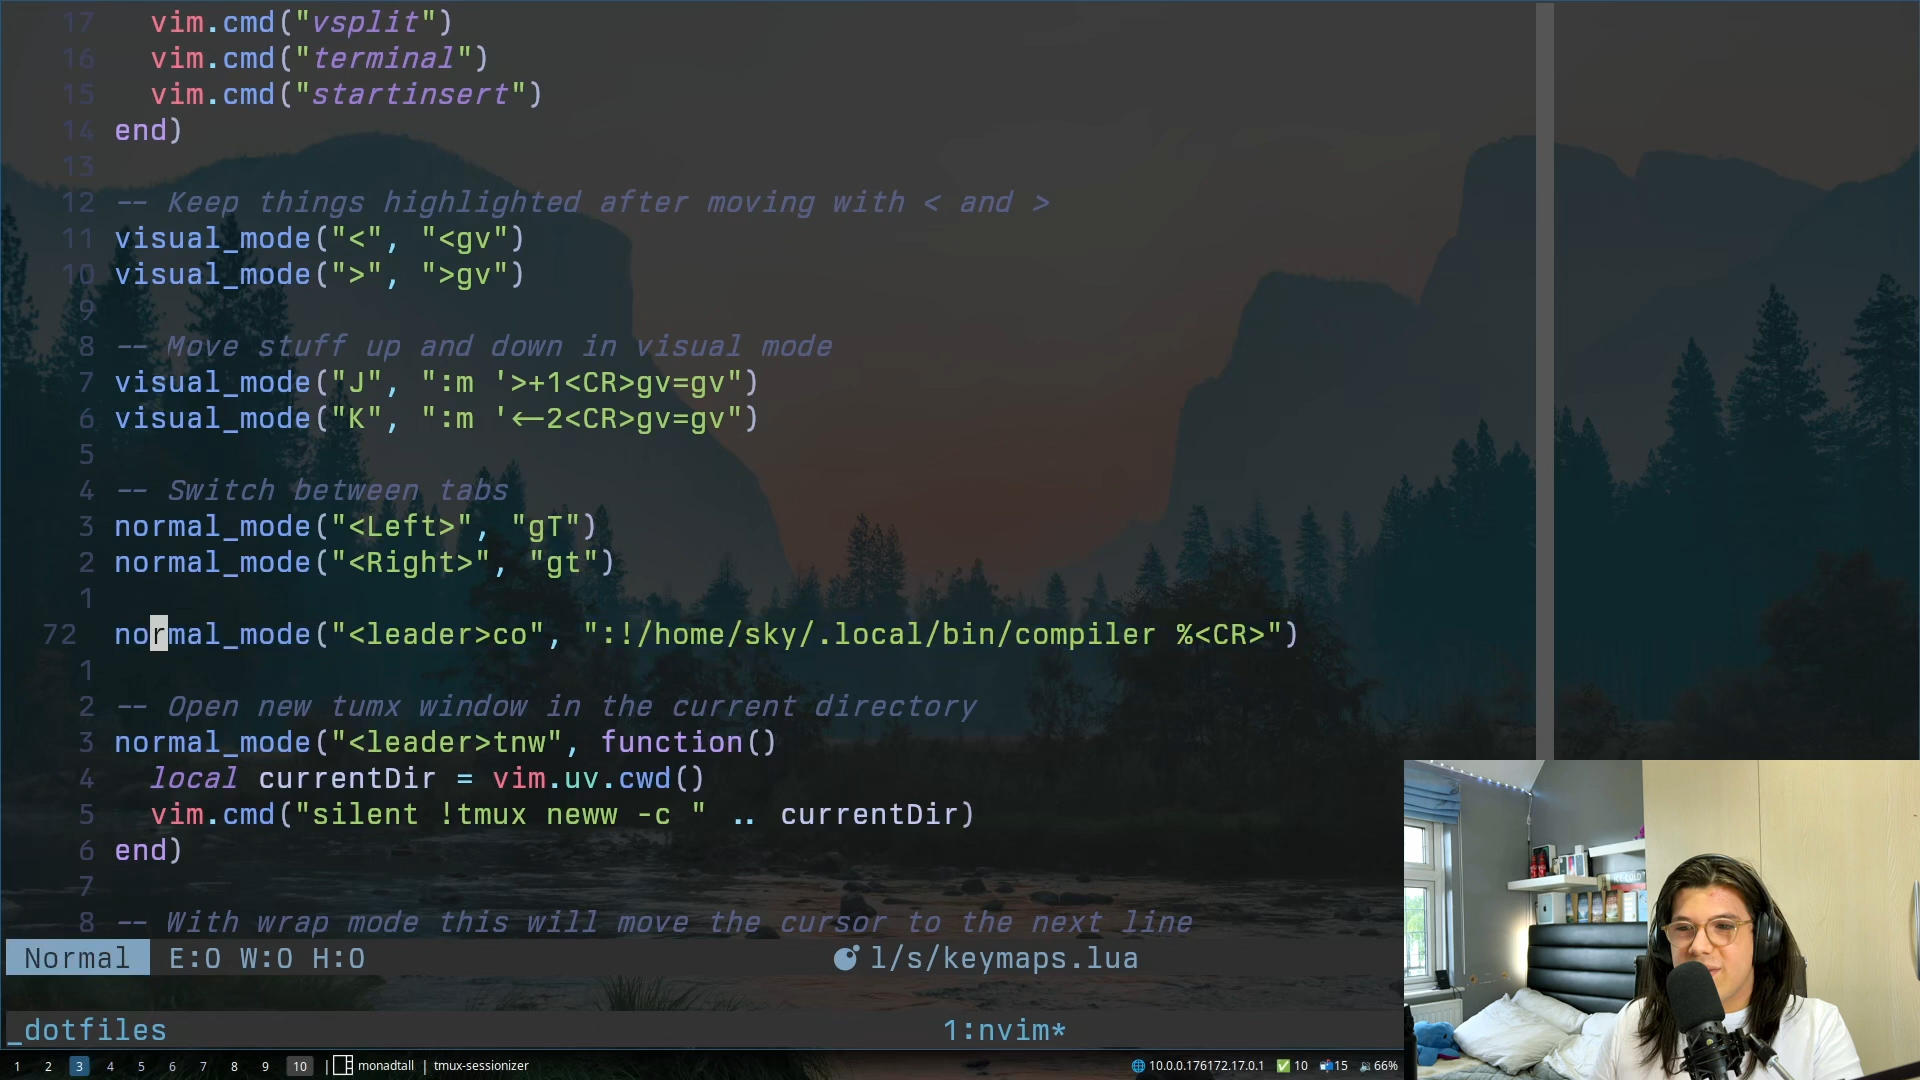 17 vim.cmd("vsplit")
16 vim.cmd("terminal")
15 vim.cmd("startinsert")
14 end)
13
12 -- Keep things highlighted after moving with < and >
11 visual_mode("<", "<gv")
10 visual_mode(">", ">gv")
9
8 -- Move stuff up and down in visual mode
7 visual_mode("J", ":m '>+1<CR>gv=gv")
6 visual_mode("K", ":m '<-2<CR>gv=gv")
5
4 -- Switch between tabs
3 normal_mode("<Left>", "gT")
2 normal_mode("<Right>", "gt")
1
72 normal_mode("<leader>co", ":!/home/sky/.local/bin/compiler %<CR>")
1
2 -- Open new tumx window in the current directory
3 normal_mode("<leader>tnw", function()
4 local currentDir = vim.uv.cwd()
5 vim.cmd("silent !tmux neww -c " .. currentDir)
6 end)
7
8 -- With wrap mode this will move the cursor to the next line
Normal E:0 W:0 H:0 l/s/keymaps.lua
_dotfiles 1:nvim*
1 2 3 4 5 6 7 8 9 10 | monadtall | tmux-sessionizer 10.0.0.176172.17.0.1 10 15 66%